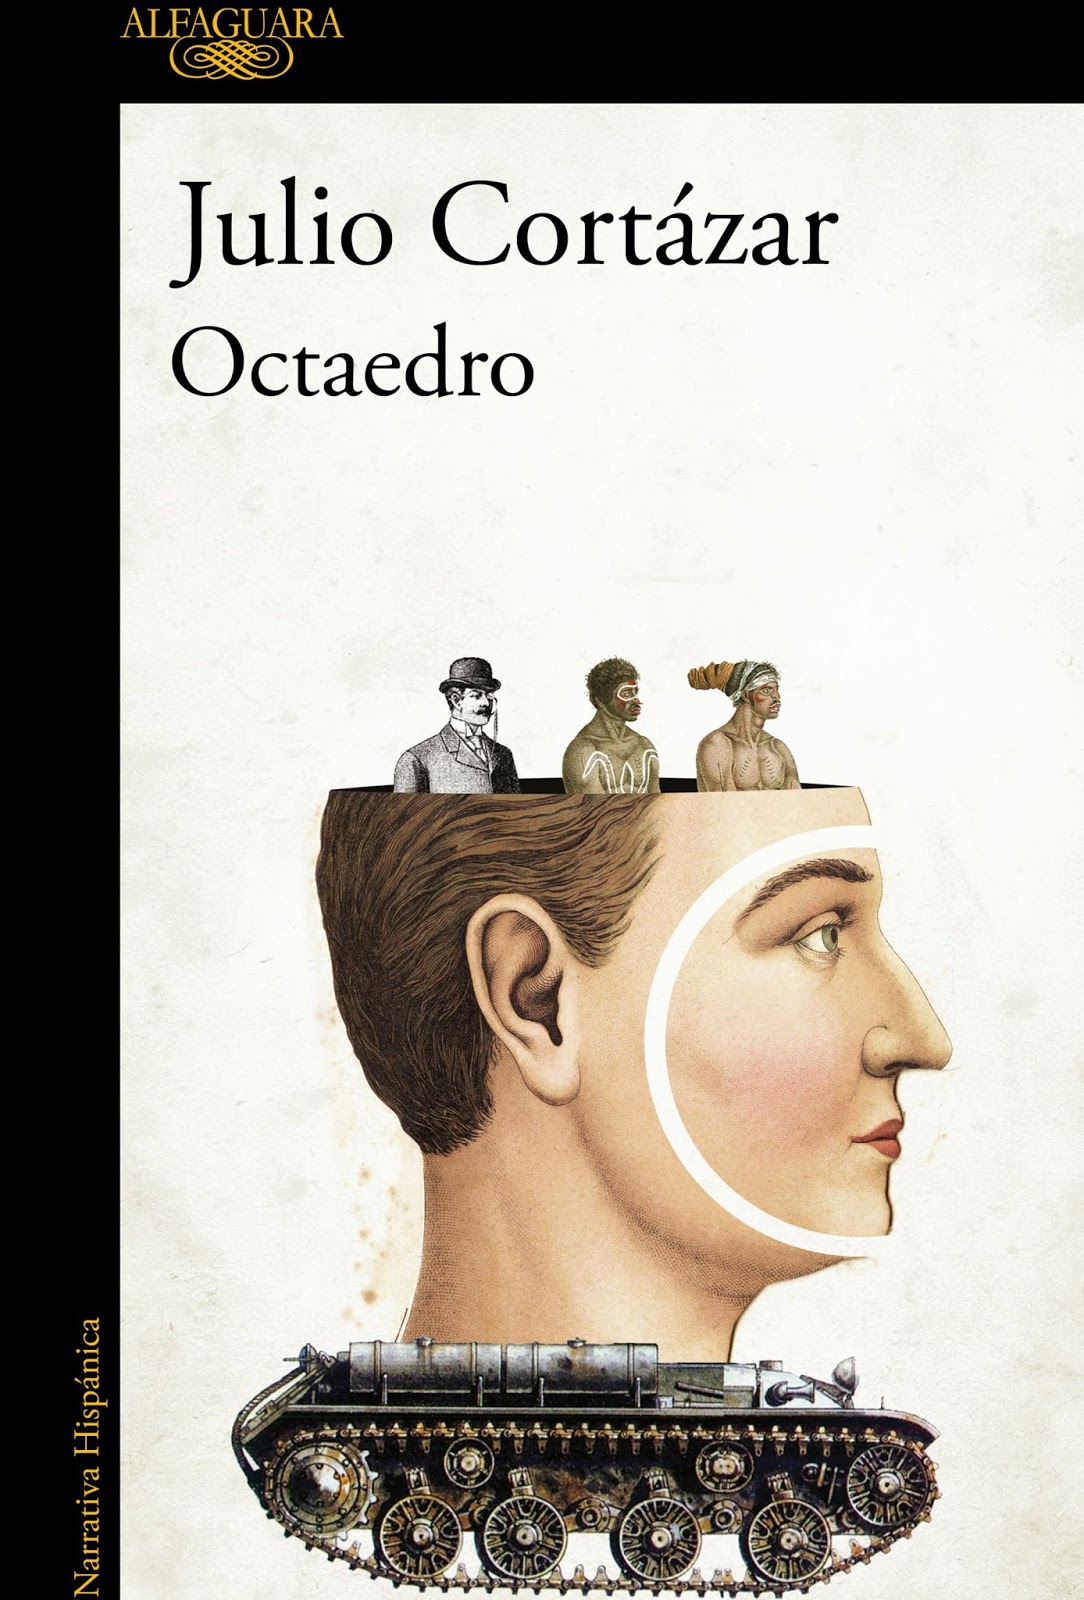 ALFAGUARA
Julio Cortázar
Octaedro
Narrativa Hispánica